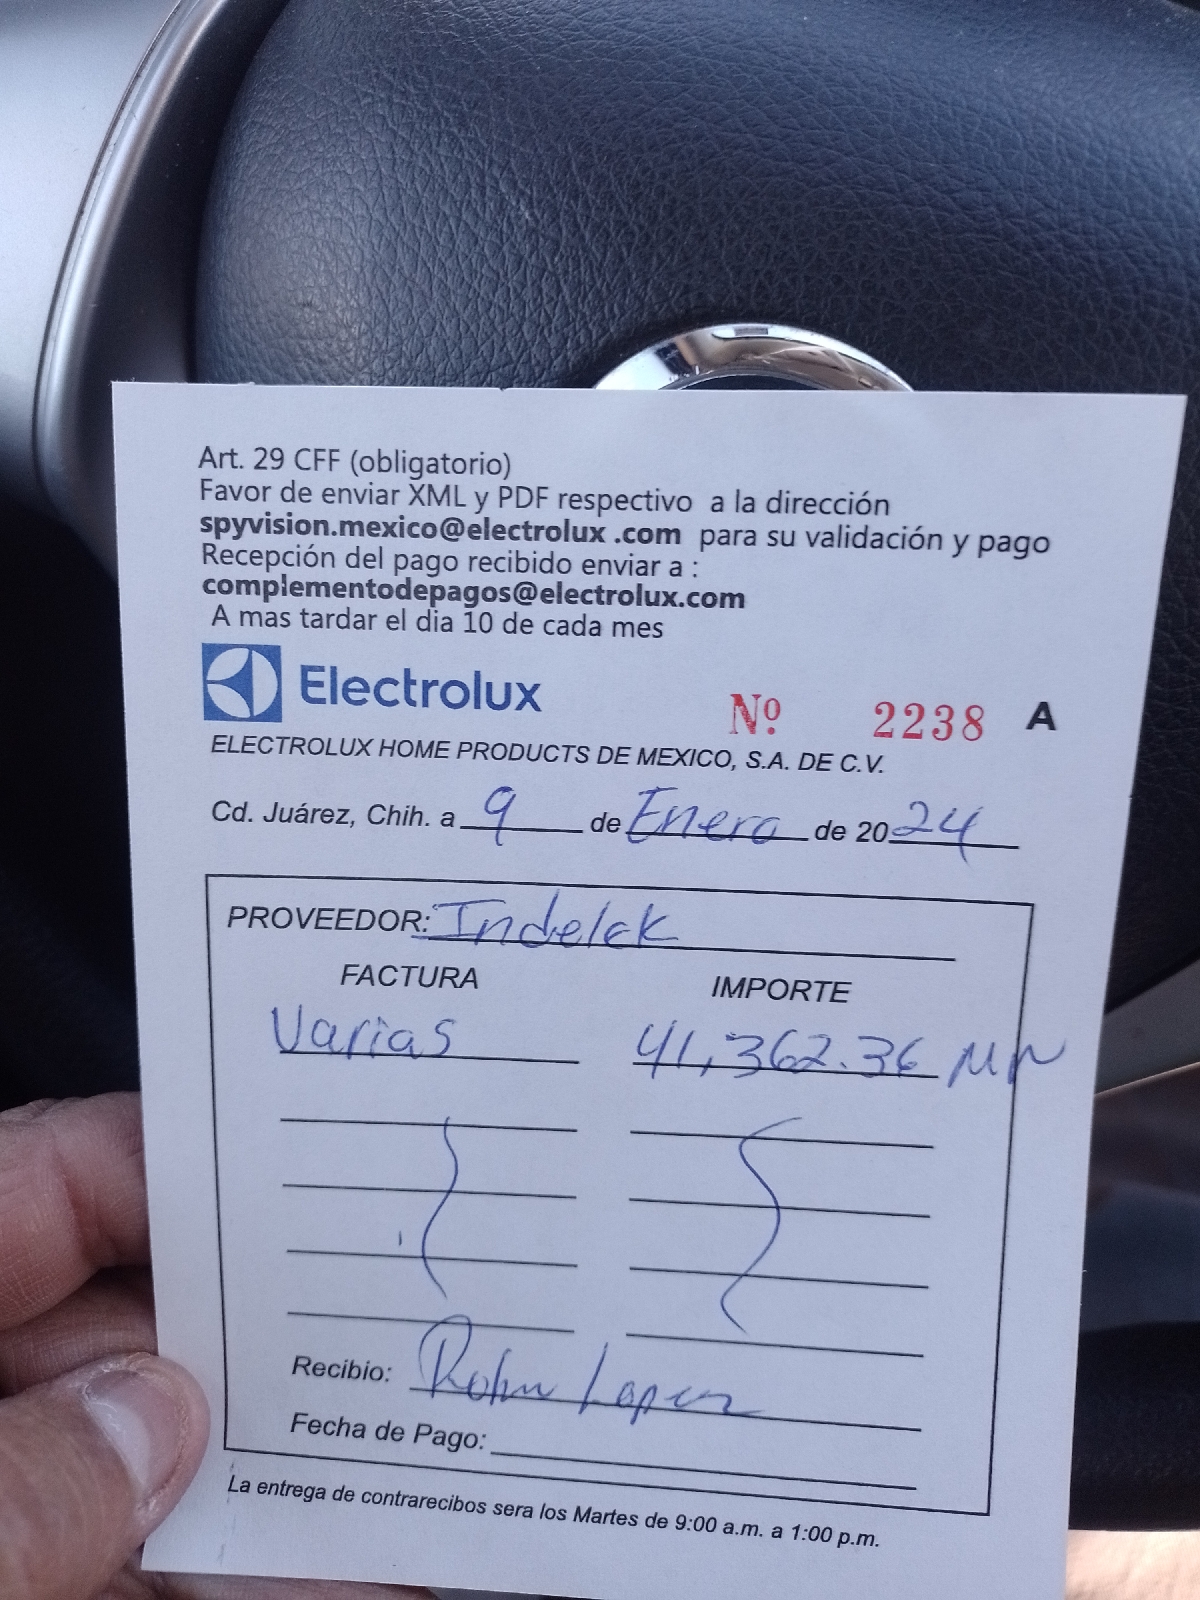 Art. 29 CFF (obligatorio)
Favor de enviar XML y PDF respectivo a la dirección
spyvision.mexico@electrolux .com para su validación y pago
Recepción del pago recibido enviar a :
complementodepagos@electrolux.com
A mas tardar el dia 10 de cada mes
Electrolux
Nº 2238 A
ELECTROLUX HOME PRODUCTS DE MEXICO, S.A. DE C.V.
Cd. Juárez, Chih. a 9 de Enero de 2024
PROVEEDOR: Indelek
FACTURA IMPORTE
Varias 41,362.36 MN
Recibio: Lopez
Fecha de Pago:
La entrega de contrarecibos sera los Martes de 9:00 a.m. a 1:00 p.m.